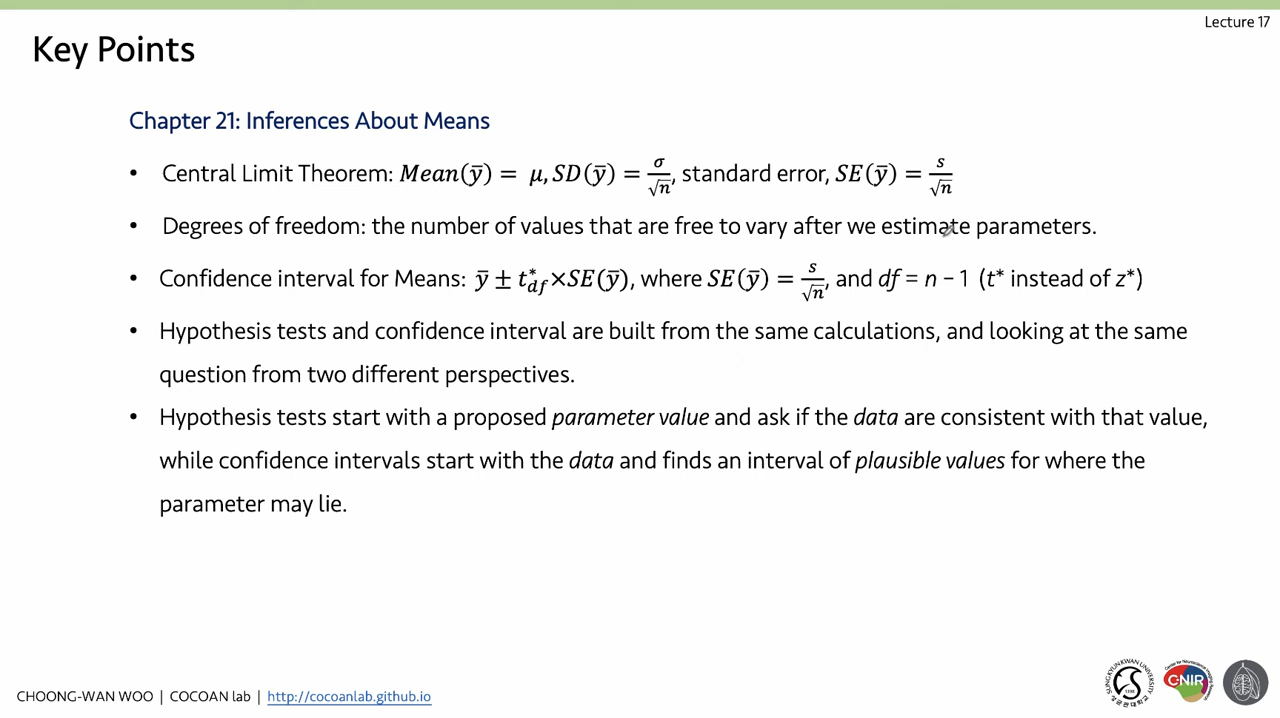 Lecture 17
Key Points
Chapter 21: Inferences About Means
• Central Limit Theorem: Mean(ȳ) = μ, SD(ȳ) = σ/√n, standard error, SE(ȳ) = s/√n
• Degrees of freedom: the number of values that are free to vary after we estimate parameters.
• Confidence interval for Means: ȳ ± t*df×SE(ȳ), where SE(ȳ) = s/√n, and df = n − 1 (t* instead of z*)
• Hypothesis tests and confidence interval are built from the same calculations, and looking at the same
question from two different perspectives.
• Hypothesis tests start with a proposed parameter value and ask if the data are consistent with that value,
while confidence intervals start with the data and finds an interval of plausible values for where the
parameter may lie.
CHOONG-WAN WOO | COCOAN lab | http://cocoanlab.github.io
SUNGKYUNKWAN UNIVERSITY
1398
CNIR